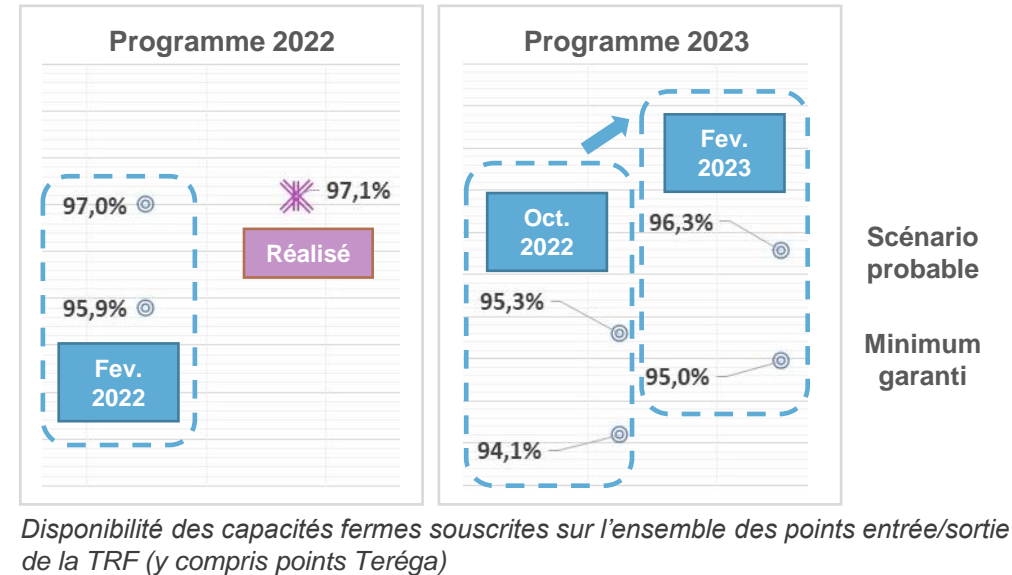 Programme 2022
97,0%
97,1%
Réalisé
95,9%
Fev.
2022
Programme 2023
Fev.
2023
Oct.
2022
96,3%
95,3%
95,0%
94,1%
Scénario
probable
Minimum
garanti
Disponibilité des capacités fermes souscrites sur l’ensemble des points entrée/sortie
de la TRF (y compris points Teréga)